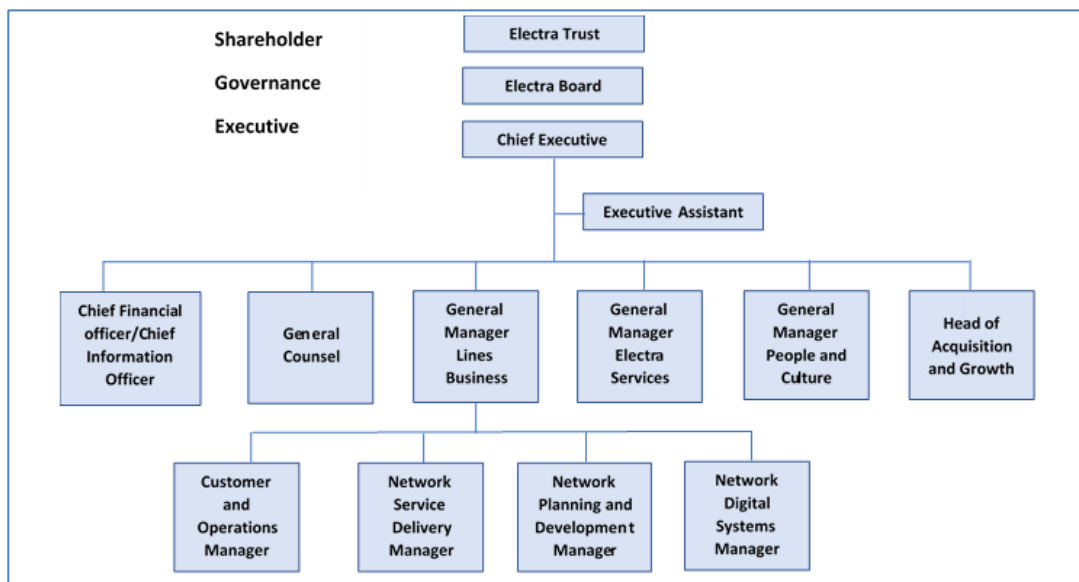 Shareholder
Electra Trust
Governance
Electra Board
Executive
Chief Executive
Executive Assistant
Chief Financial
officer/Chief
Information
Officer
General
Counsel
General
Manager
Lines
Business
General
Manager
Electra
Services
General
Manager
People and
Culture
Head of
Acquisition
and Growth
Customer
and
Operations
Manager
Network
Service
Delivery
Manager
Network
Planning and
Development
Manager
Network
Digital
Systems
Manager